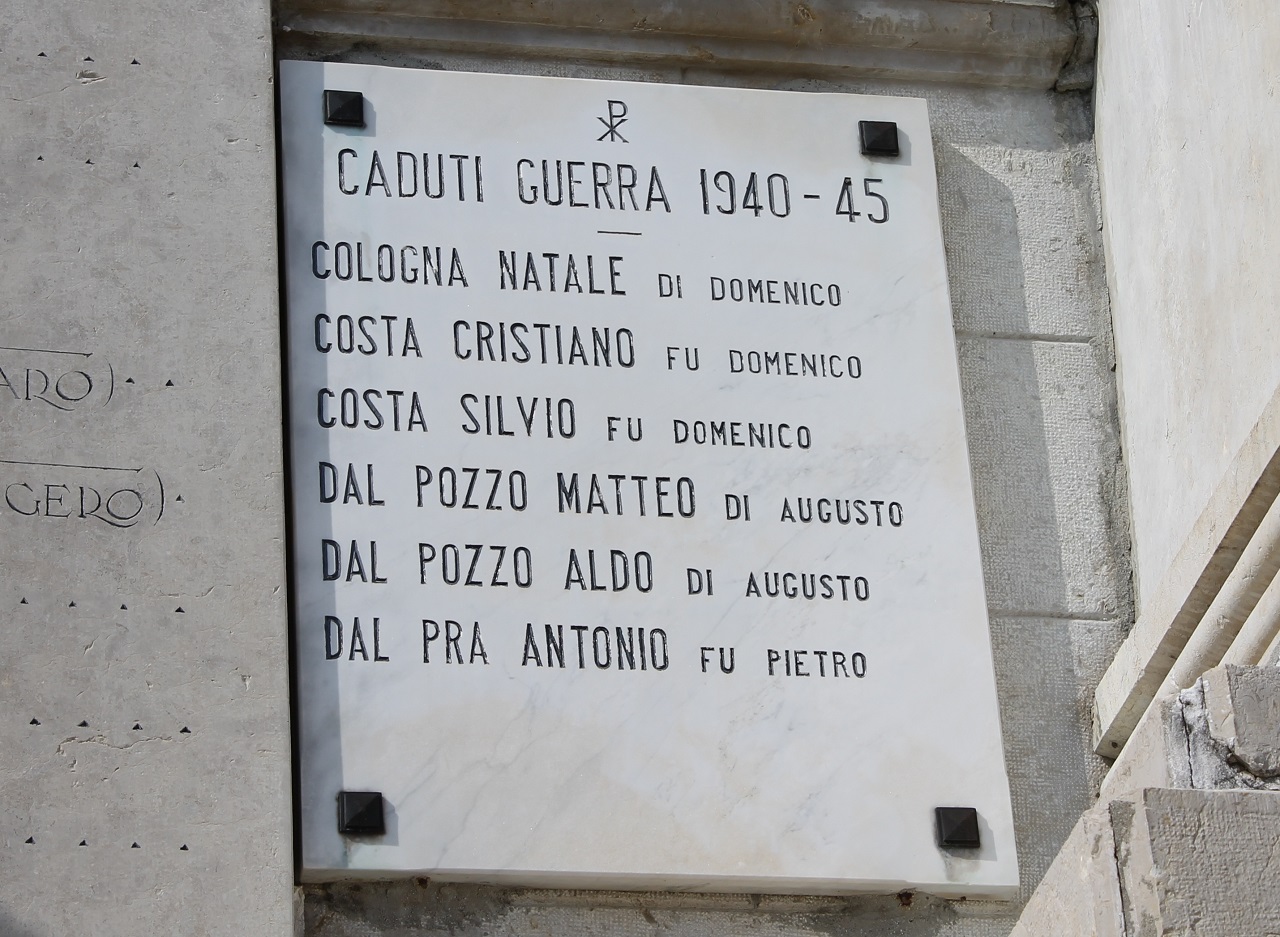 CADUTI GUERRA 1940-45
COLOGNA NATALE DI DOMENICO
COSTA CRISTIANO FU DOMENICO
COSTA SILVIO FU DOMENICO
DAL POZZO MATTEO DI AUGUSTO
DAL POZZO ALDO DI AUGUSTO
DAL PRA ANTONIO FU PIETRO